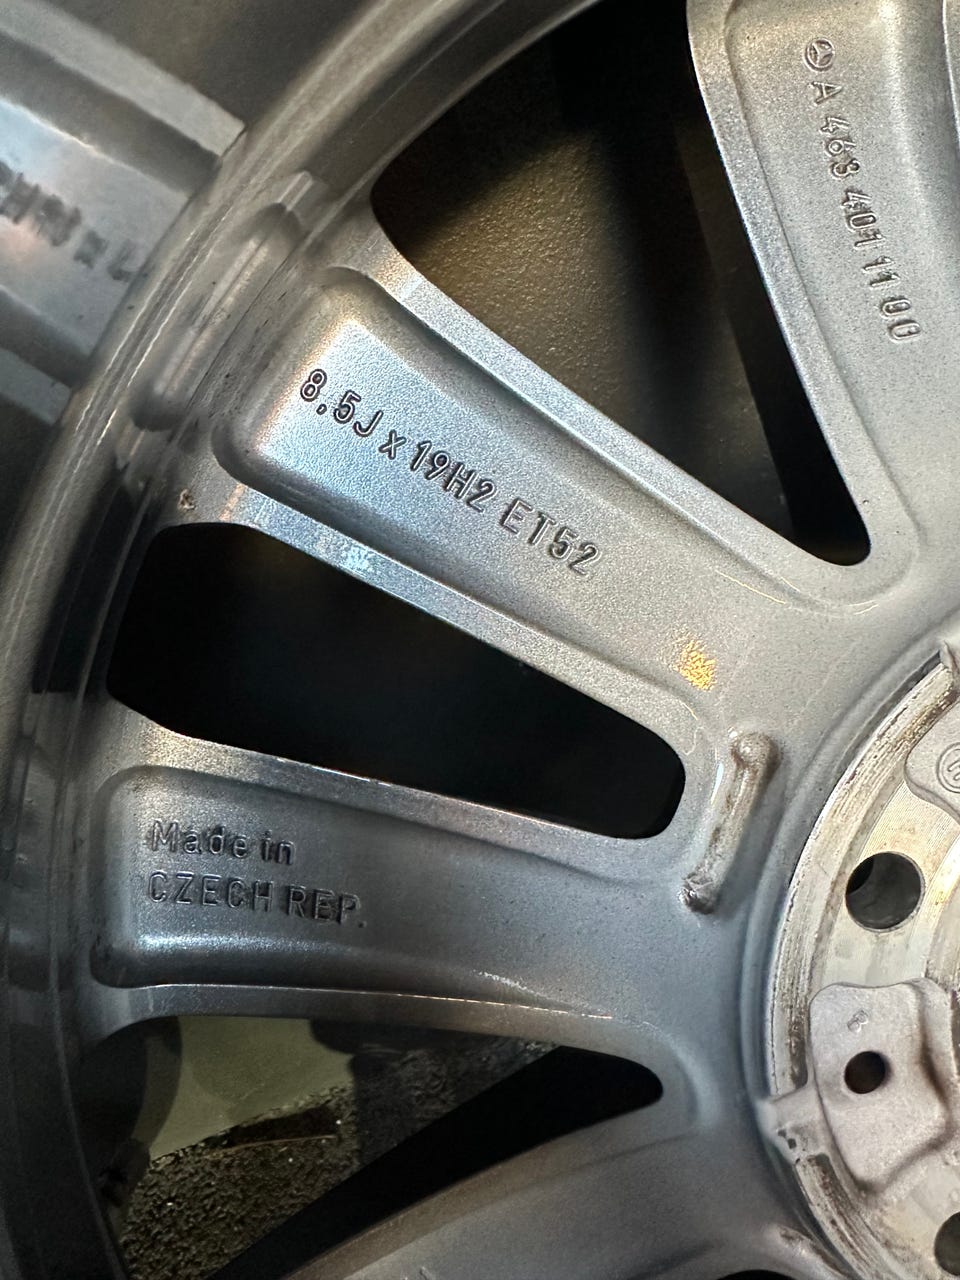 A 463 401 11 00
8.5J x 19H2 ET52
Made in
CZECH REP.